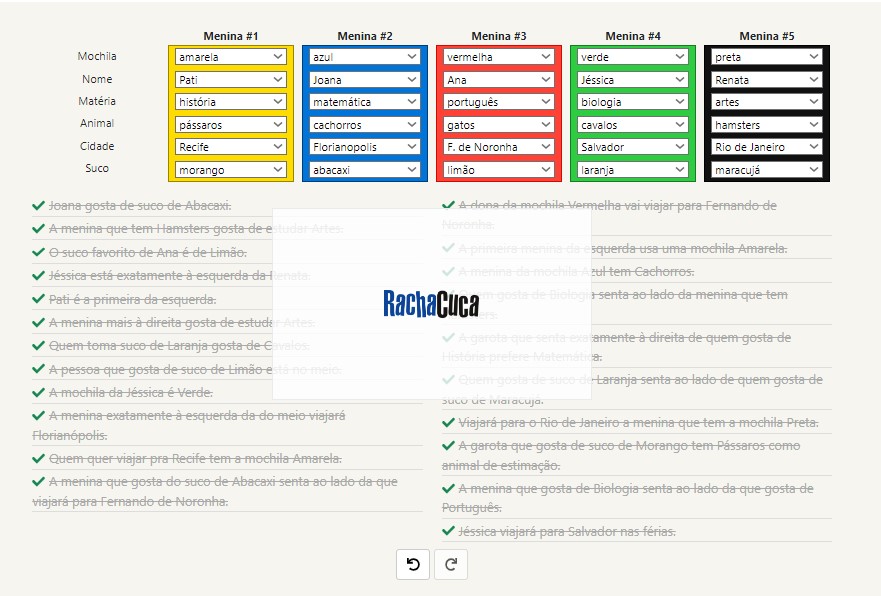 Menina #1 Menina #2 Menina #3 Menina #4 Menina #5
Mochila amarela azul vermelha verde preta
Nome Pati Joana Ana Jéssica Renata
Matéria história matemática português biologia artes
Animal pássaros cachorros gatos cavalos hamsters
Cidade Recife Florianopolis F. de Noronha Salvador Rio de Janeiro
Suco morango abacaxi limão laranja maracujá
Joana gosta de suco de Abacaxi.
A menina que tem Hamsters gosta de estudar Artes.
O suco favorito de Ana é de Limão.
Jéssica está exatamente à esquerda da Renata.
Pati é a primeira da esquerda.
A menina mais à direita gosta de estudar Artes.
Quem toma suco de Laranja gosta de Cavalos.
A pessoa que gosta de suco de Limão está no meio.
A mochila da Jéssica é Verde.
A menina exatamente à esquerda da do meio viajará
Florianópolis.
Quem quer viajar pra Recife tem a mochila Amarela.
A menina que gosta do suco de Abacaxi senta ao lado da que
viajará para Fernando de Noronha.
A dona da mochila Vermelha vai viajar para Fernando de
Noronha.
A primeira menina da esquerda usa uma mochila Amarela.
A menina da mochila Azul tem Cachorros.
Quem gosta de Biologia senta ao lado da menina que tem
A garota que senta exatamente à direita de quem gosta de
História prefere Matemática.
Quem gosta de suco de Laranja senta ao lado de quem gosta de
suco de Maracujá.
Viajará para o Rio de Janeiro a menina que tem a mochila Preta.
A garota que gosta de suco de Morango tem Pássaros como
animal de estimação.
A menina que gosta de Biologia senta ao lado da que gosta de
Português.
Jéssica viajará para Salvador nas férias.
RachaCuca